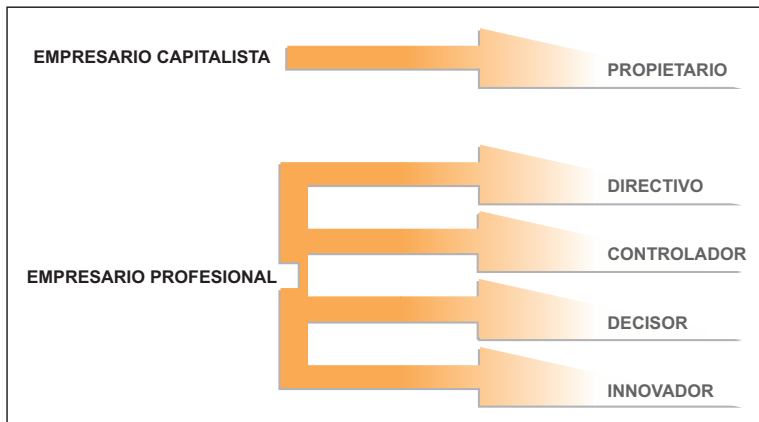 EMPRESARIO CAPITALISTA
PROPIETARIO
DIRECTIVO
CONTROLADOR
EMPRESARIO PROFESIONAL
DECISOR
INNOVADOR